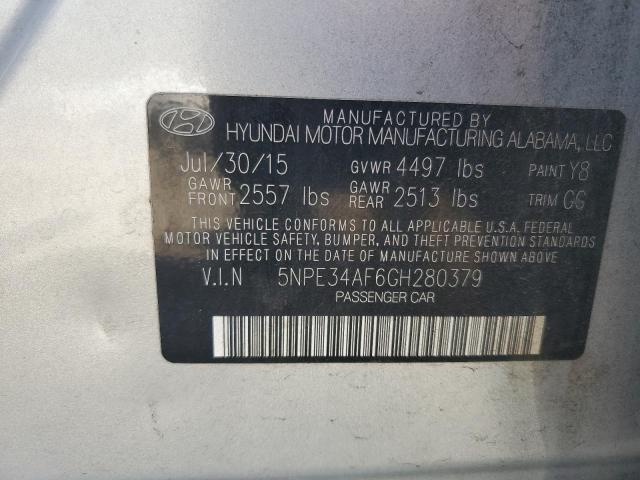 MANUFACTURED BY
HYUNDAI MOTOR MANUFACTURING ALABAMA, LLC
Jul/30/15 GVWR 4497 lbs PAINT Y8
GAWR FRONT 2557 lbs GAWR REAR 2513 lbs TRIM GG
THIS VEHICLE CONFORMS TO ALL APPLICABLE U.S.A. FEDERAL
MOTOR VEHICLE SAFETY, BUMPER, AND THEFT PREVENTION STANDARDS
IN EFFECT ON THE DATE OF MANUFACTURE SHOWN ABOVE.
V.I.N 5NPE34AF6GH280379
PASSENGER CAR